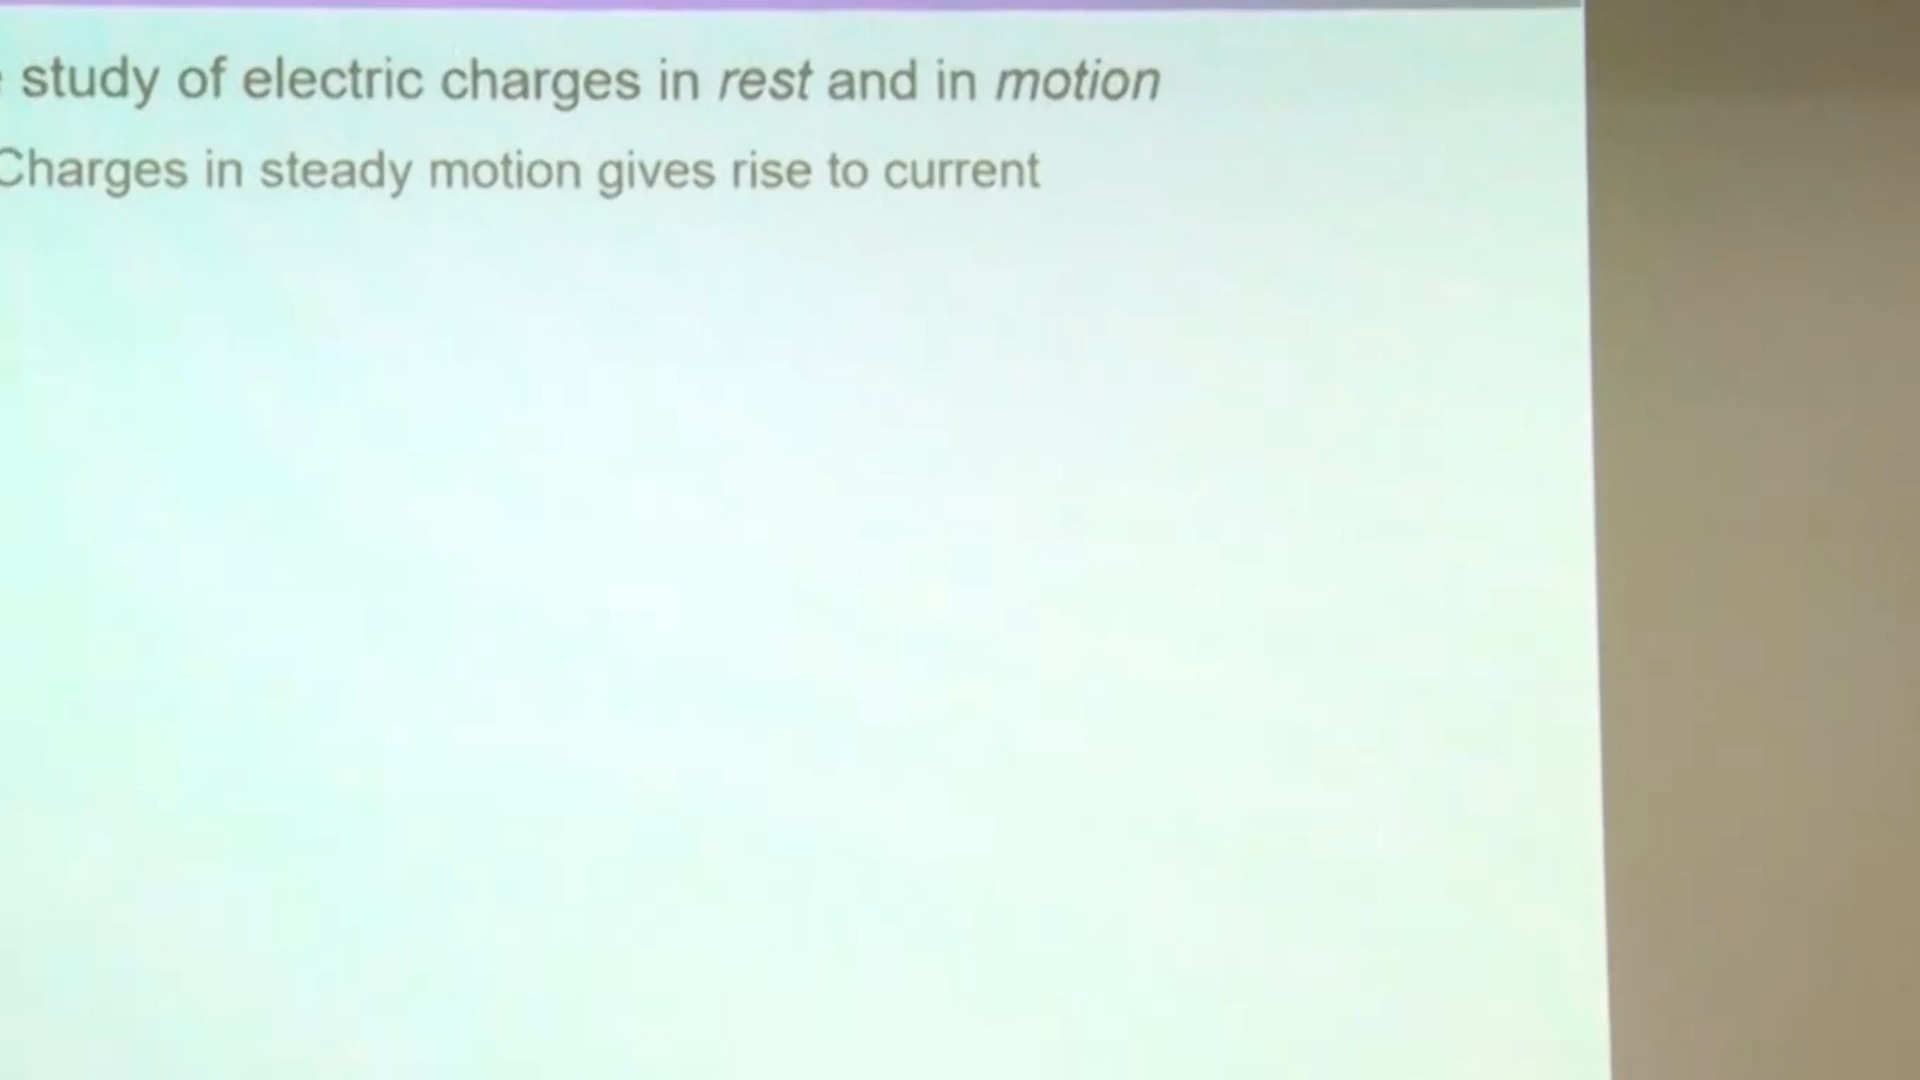 study of electric charges in rest and in motion
Charges in steady motion gives rise to current